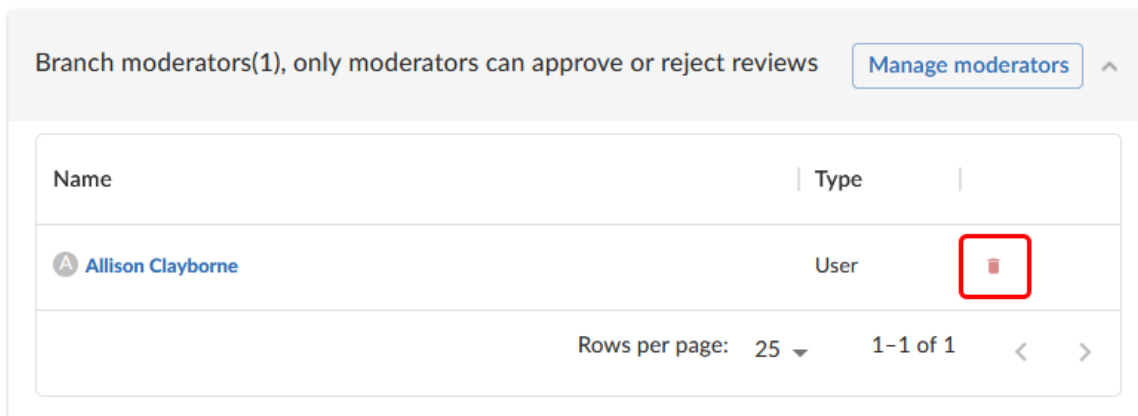 Branch moderators(1), only moderators can approve or reject reviews Manage moderators
Name Type
A Allison Clayborne User
Rows per page: 25 1–1 of 1